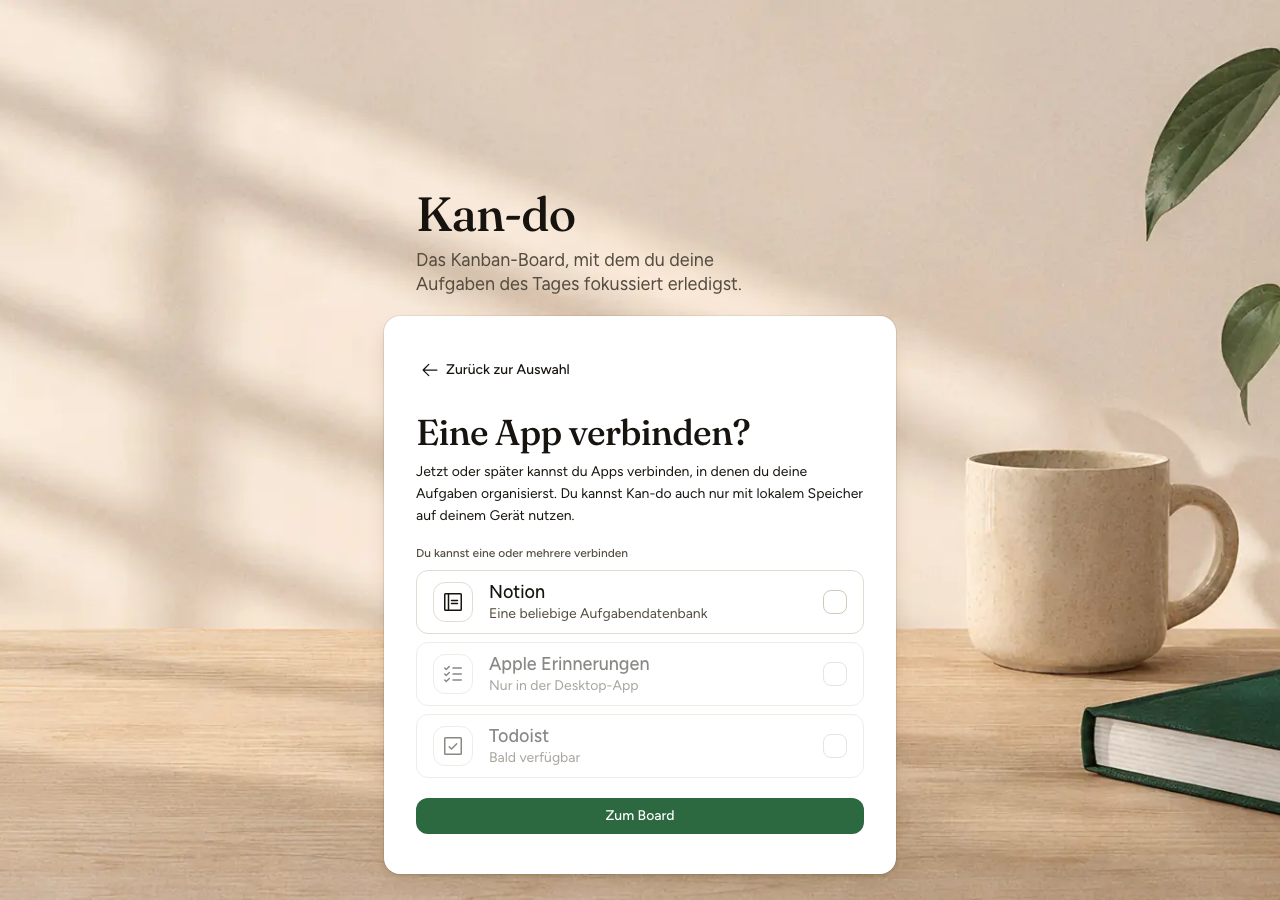 Kan-do
Das Kanban-Board, mit dem du deine
Aufgaben des Tages fokussiert erledigst.
Zurück zur Auswahl
Eine App verbinden?
Jetzt oder später kannst du Apps verbinden, in denen du deine
Aufgaben organisierst. Du kannst Kan-do auch nur mit lokalem Speicher
auf deinem Gerät nutzen.
Du kannst eine oder mehrere verbinden
Notion
Eine beliebige Aufgabendatenbank
Apple Erinnerungen
Nur in der Desktop-App
Todoist
Bald verfügbar
Zum Board